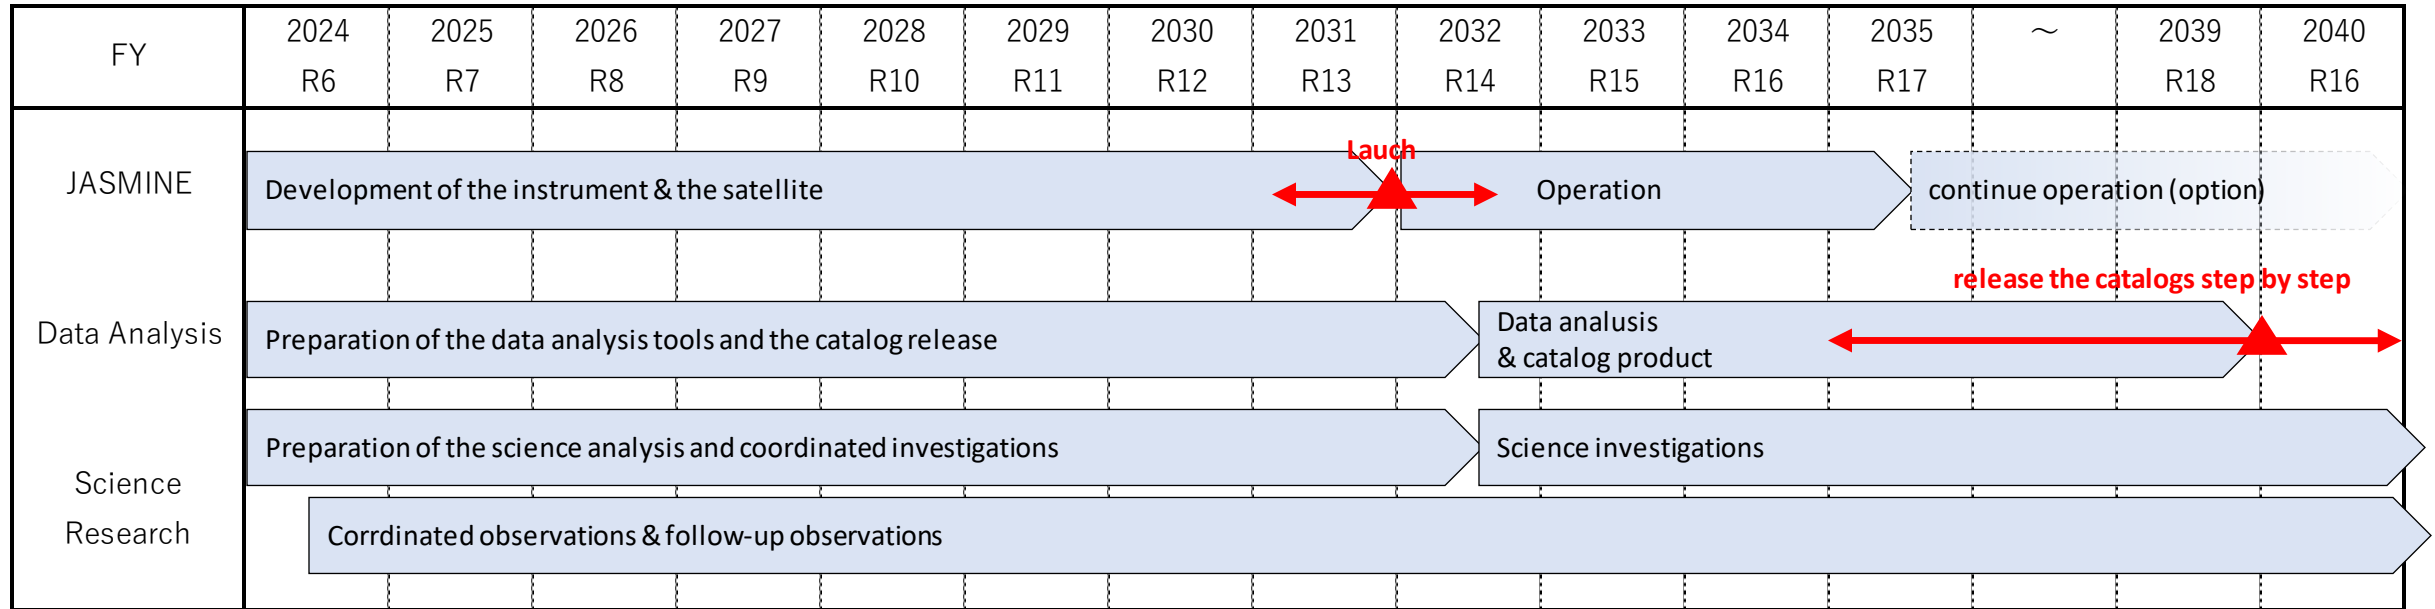 FY
2024 2025 2026 2027 2028 2029 2030 2031 2032 2033 2034 2035 ～ 2039 2040
R6 R7 R8 R9 R10 R11 R12 R13 R14 R15 R16 R17 R18 R16
Lauch
JASMINE
Development of the instrument & the satellite
Operation
continue operation (option)
release the catalogs step by step
Data Analysis
Preparation of the data analysis tools and the catalog release
Data analusis
& catalog product
Science
Research
Preparation of the science analysis and coordinated investigations
Science investigations
Corrdinated observations & follow-up observations